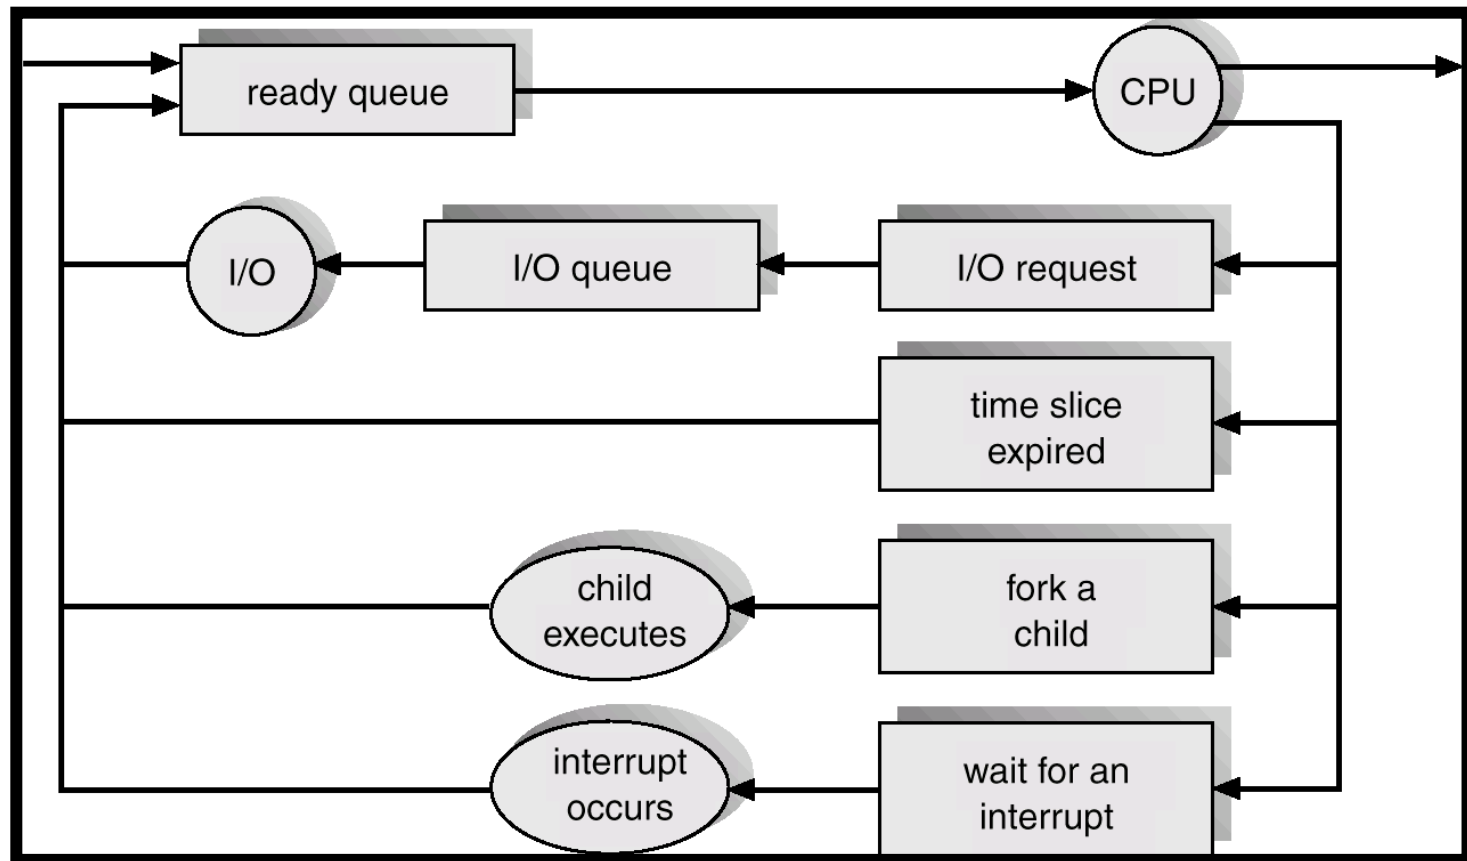 ready queue
CPU
I/O
I/O queue
I/O request
time slice
expired
child
executes
fork a
child
interrupt
occurs
wait for an
interrupt